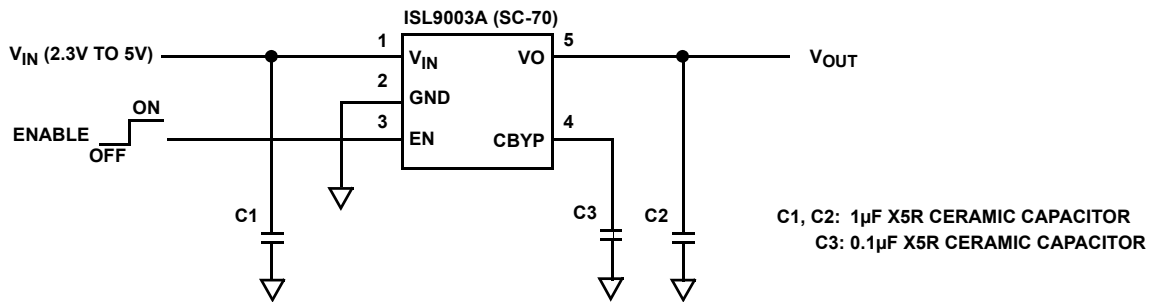 ISL9003A (SC-70)
VIN (2.3V TO 5V)
1
VIN
VO
5
VOUT
2
GND
ON
ENABLE
OFF
3
EN
CBYP
4
C1
C3
C2
C1, C2: 1µF X5R CERAMIC CAPACITOR
C3: 0.1µF X5R CERAMIC CAPACITOR